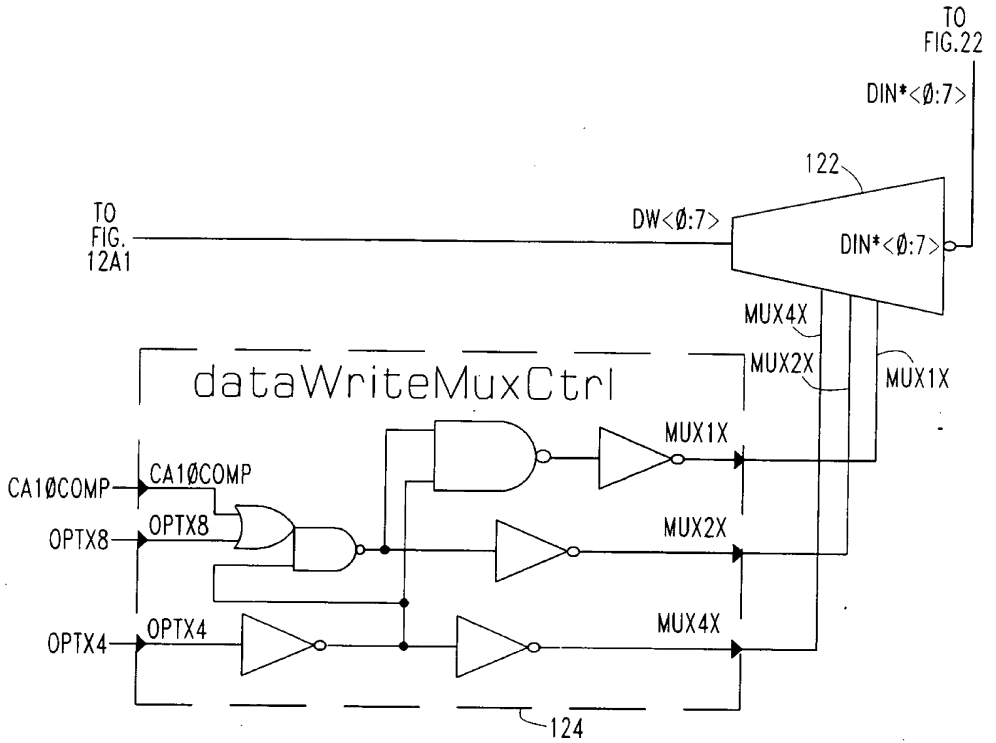 TO
FIG.22
DIN*<Ø:7>
122
TO
FIG.
12A1
DW<Ø:7>
DIN*<Ø:7>
MUX4X
MUX2X
MUX1X
dataWriteMuxCtrl
MUX1X
CA1ØCOMP
CA1ØCOMP
OPTX8
OPTX8
MUX2X
OPTX4
OPTX4
MUX4X
124